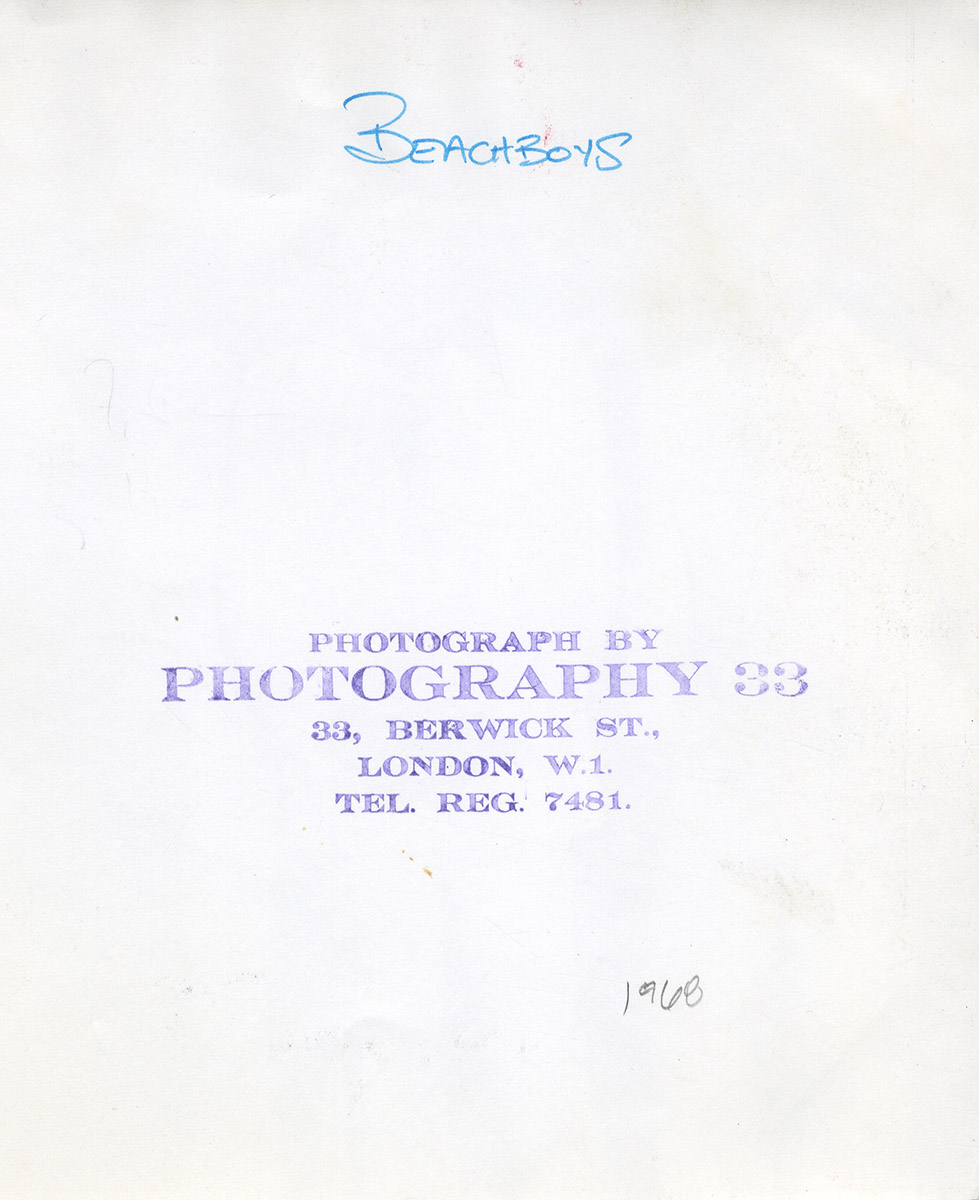 BEACHBOYS
PHOTOGRAPH BY
PHOTOGRAPHY 33
33, BERWICK ST.,
LONDON, W.1.
TEL. REG. 7481.
1968